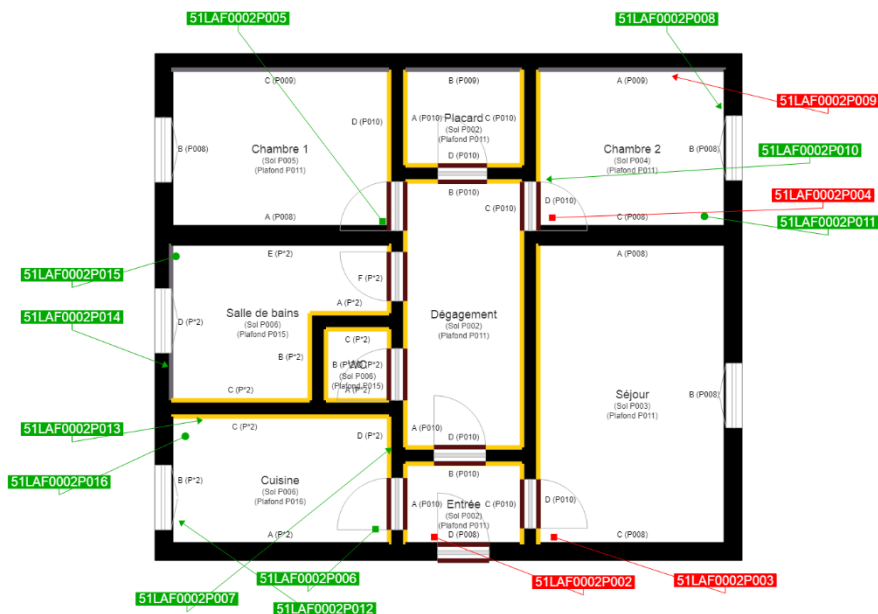 51LAF0002P005
51LAF0002P008
51LAF0002P009
51LAF0002P010
51LAF0002P004
51LAF0002P011
51LAF0002P015
51LAF0002P014
51LAF0002P013
51LAF0002P016
51LAF0002P007
51LAF0002P006
51LAF0002P012
51LAF0002P002
51LAF0002P003
C (P009)
D (P010)
Chambre 1
(Sol P005)
(Plafond P011)
B (P008)
A (P008)
B (P009)
A (P010)
C (P010)
Placard
(Sol P002)
(Plafond P011)
D (P010)
A (P009)
Chambre 2
(Sol P004)
(Plafond P011)
B (P008)
D (P010)
C (P008)
E (P*2)
F (P*2)
A (P*2)
Salle de bains
(Sol P006)
(Plafond P015)
D (P*2)
B (P*2)
C (P*2)
C (P*2)
WC
(Sol P006)
(Plafond P015)
A (P*2)
B (P010)
C (P010)
Dégagement
(Sol P002)
(Plafond P011)
A (P010)
D (P010)
A (P008)
Séjour
(Sol P003)
(Plafond P011)
B (P008)
D (P010)
C (P008)
C (P*2)
D (P*2)
B (P*2)
Cuisine
(Sol P006)
(Plafond P016)
A (P*2)
B (P010)
A (P010)
C (P010)
Entrée
(Sol P002)
(Plafond P011)
D (P008)